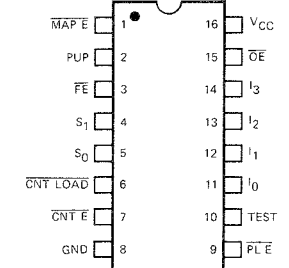 MAP E 1 16 VCC
PUP 2 15 OE
FE 3 14 I3
S1 4 13 I2
S0 5 12 I1
CNT LOAD 6 11 I0
CNT E 7 10 TEST
GND 8 9 PL E